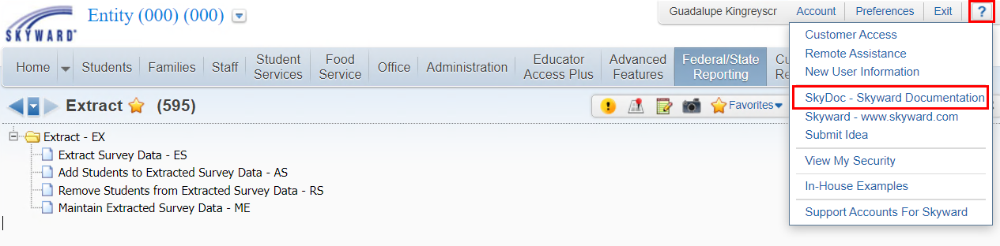 Entity (000) (000)
Guadalupe Kingreyscr Account Preferences Exit ?
SKYWARD
Customer Access
Remote Assistance
New User Information
SkyDoc - Skyward Documentation
Skyward - www.skyward.com
Submit Idea
View My Security
In-House Examples
Support Accounts For Skyward
Home
Students
Families
Staff
Student
Services
Food
Service
Office
Administration
Educator
Access Plus
Advanced
Features
Federal/State
Reporting
Extract (595)
Favorites
Extract - EX
Extract Survey Data - ES
Add Students to Extracted Survey Data - AS
Remove Students from Extracted Survey Data - RS
Maintain Extracted Survey Data - ME